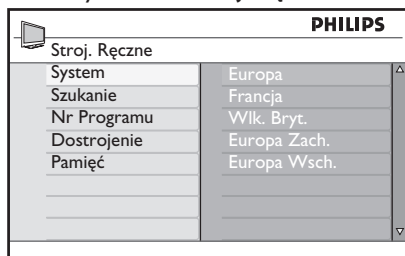 PHILIPS
Stroj. Ręczne
System
Szukanie
Nr Programu
Dostrojenie
Pamięć
Europa
Francja
Wlk. Bryt.
Europa Zach.
Europa Wsch.